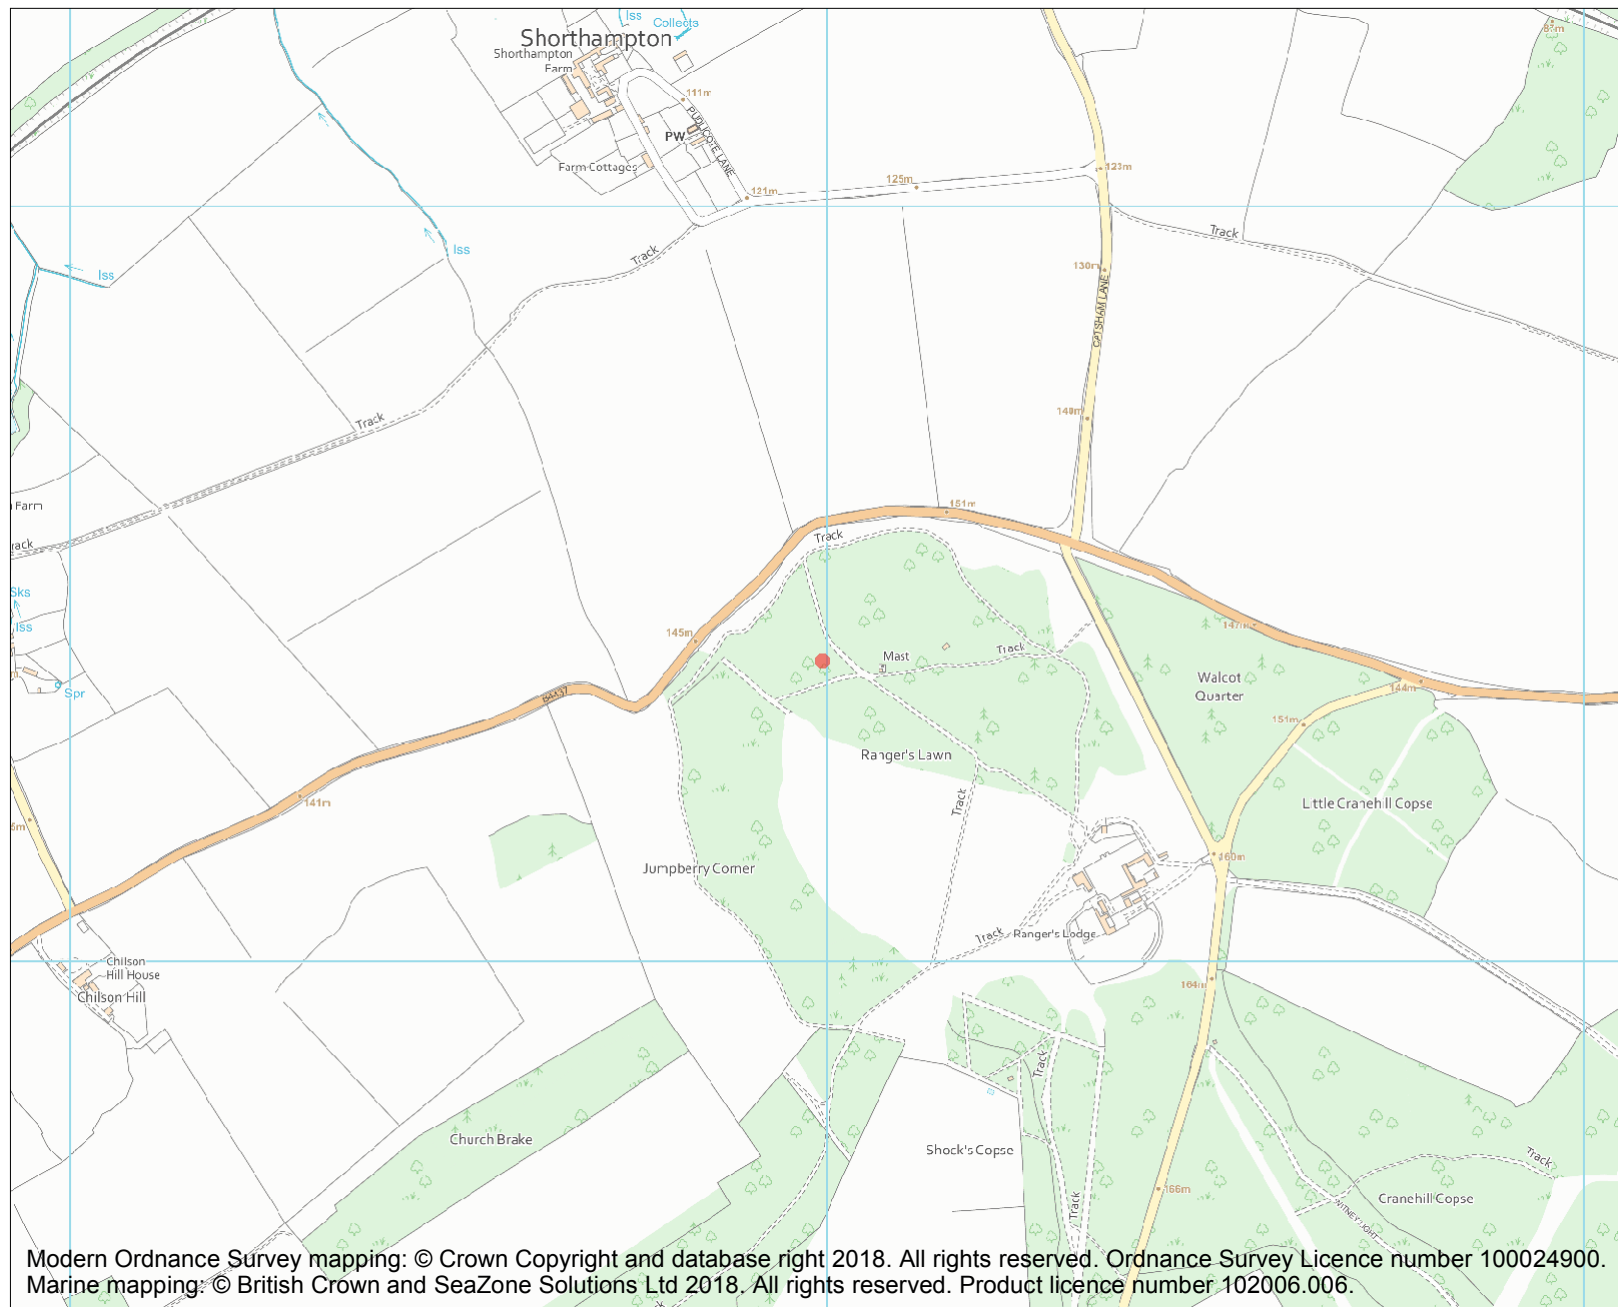 Iss
Collects
Shorthampton
Shorthampton
Farm
111m
PUDLICOTE LANE
PW
Farm Cottages
121m
125m
123m
Track
Iss
Track
Iss
130m
CATSHAM LANE
140m
Track
Farm
151m
Track
Sks
Iss
145m
Mast
Track
147m
Walcot
Quarter
Spr
B4437
144m
151m
Ranger's Lawn
141m
Track
Little Cranehill Copse
5m
160m
Jumpberry Corner
Track
Ranger's Lodge
Chilson
Hill House
Chilson Hill
164m
Track
Church Brake
Shock's Copse
Track
166m
Track
Cranehill Copse
Modern Ordnance Survey mapping: © Crown Copyright and database right 2018. All rights reserved. Ordnance Survey Licence number 100024900.
Marine mapping: © British Crown and SeaZone Solutions Ltd 2018. All rights reserved. Product licence number 102006.006.